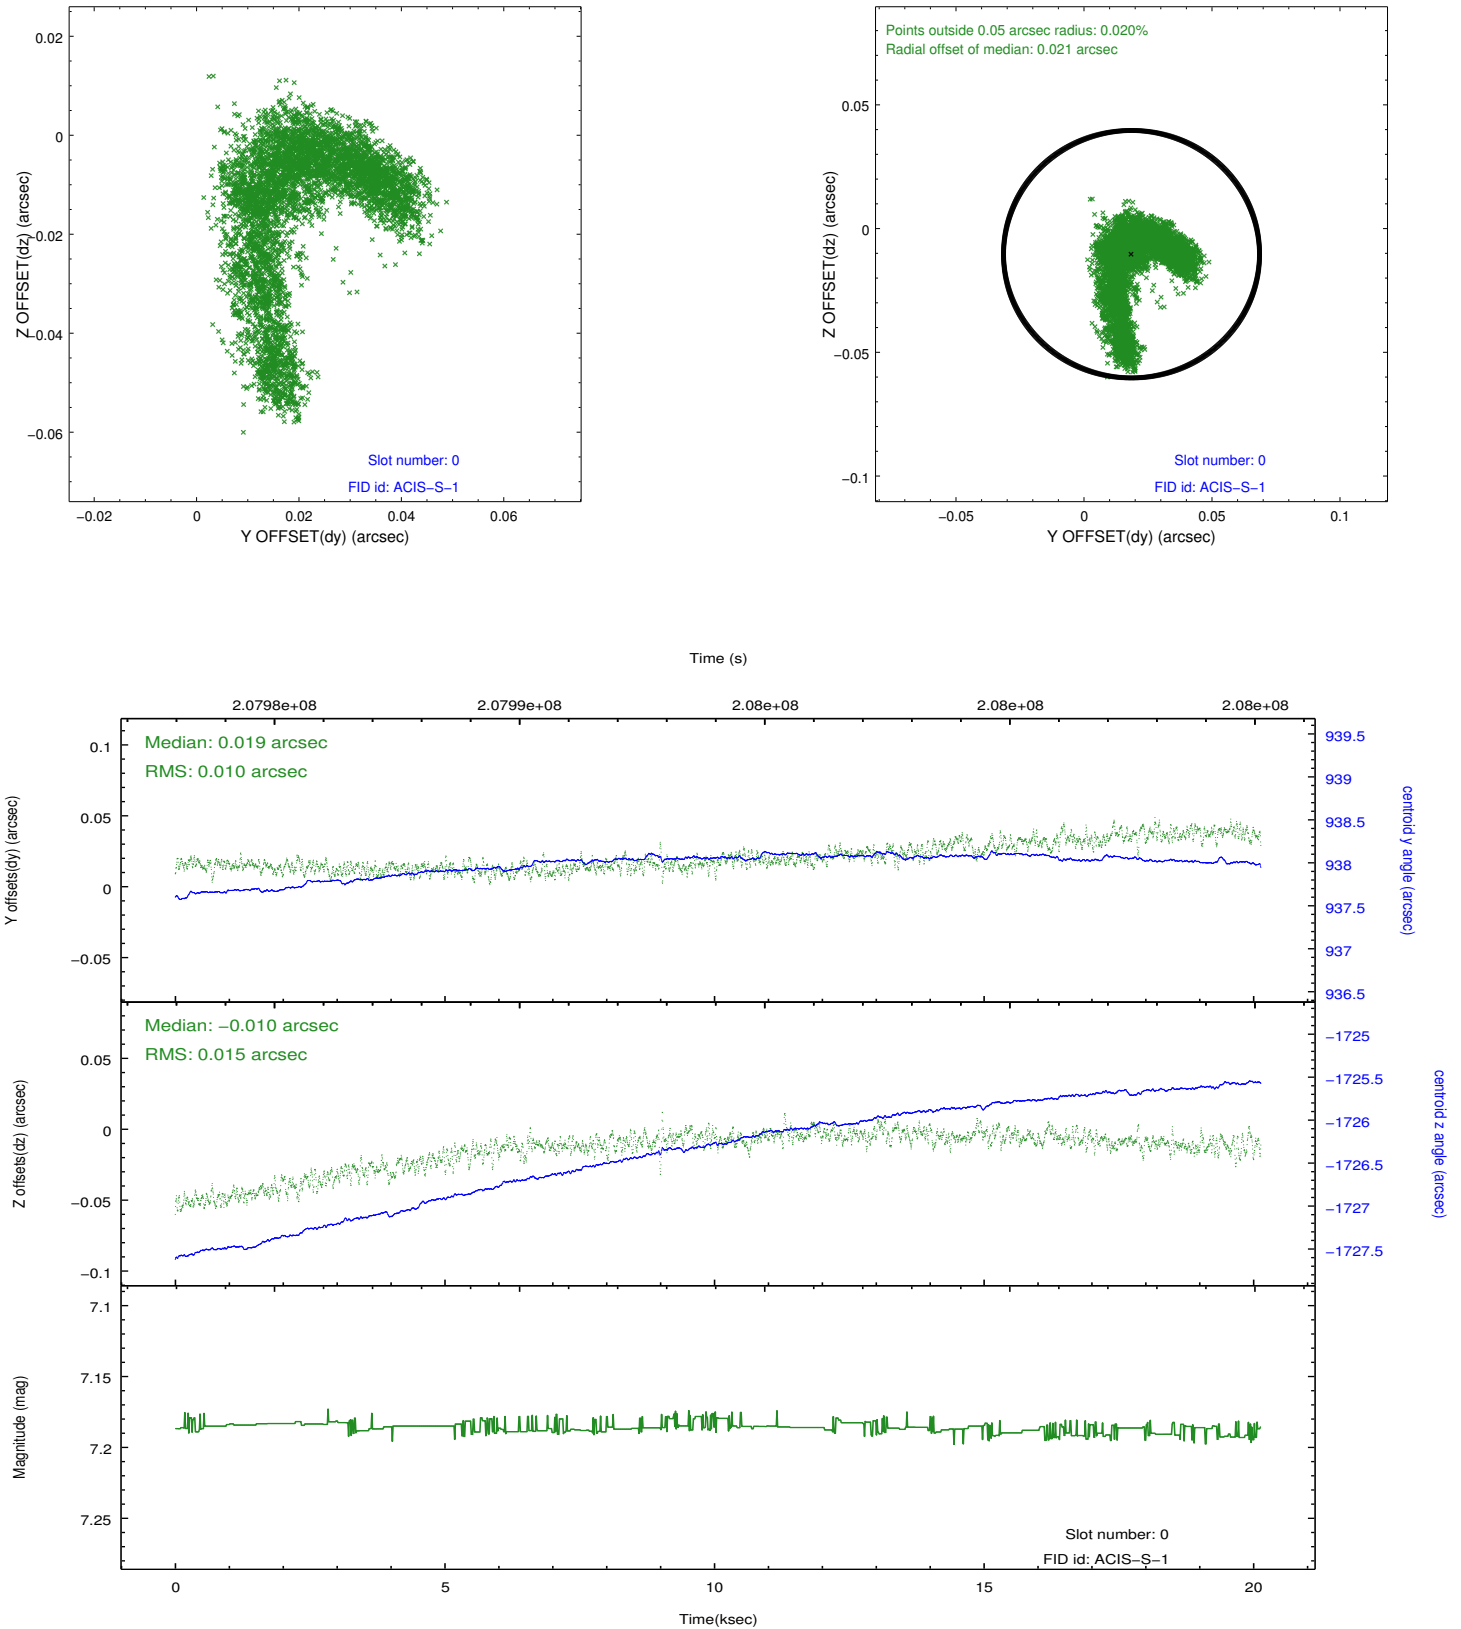 0.02
0
−0.02
−0.04
−0.06
Z OFFSET(dz) (arcsec)
Slot number: 0
FID id: ACIS−S−1
−0.02 0 0.02 0.04 0.06
Y OFFSET(dy) (arcsec)
Points outside 0.05 arcsec radius: 0.020%
Radial offset of median: 0.021 arcsec
0.05
0
−0.05
−0.1
Z OFFSET(dz) (arcsec)
Slot number: 0
FID id: ACIS−S−1
−0.05 0 0.05 0.1
Y OFFSET(dy) (arcsec)
Time (s)
2.0798e+08 2.0799e+08 2.08e+08 2.08e+08 2.08e+08
Median: 0.019 arcsec
RMS: 0.010 arcsec
0.1
0.05
0
−0.05
Y offsets(dy) (arcsec)
939.5
939
938.5
938
937.5
937
936.5
centroid y angle (arcsec)
Median: −0.010 arcsec
RMS: 0.015 arcsec
0.05
0
−0.05
−0.1
Z offsets(dz) (arcsec)
−1725
−1725.5
−1726
−1726.5
−1727
−1727.5
centroid z angle (arcsec)
7.1
7.15
7.2
7.25
Magnitude (mag)
Slot number: 0
FID id: ACIS−S−1
0 5 10 15 20
Time(ksec)